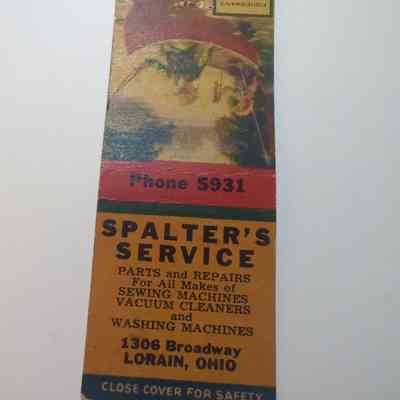 Phone 5931
SPALTER'S
SERVICE
PARTS and REPAIRS
For All Makes of
SEWING MACHINES
VACUUM CLEANERS
and
WASHING MACHINES
1306 Broadway
LORAIN, OHIO
CLOSE COVER FOR SAFETY